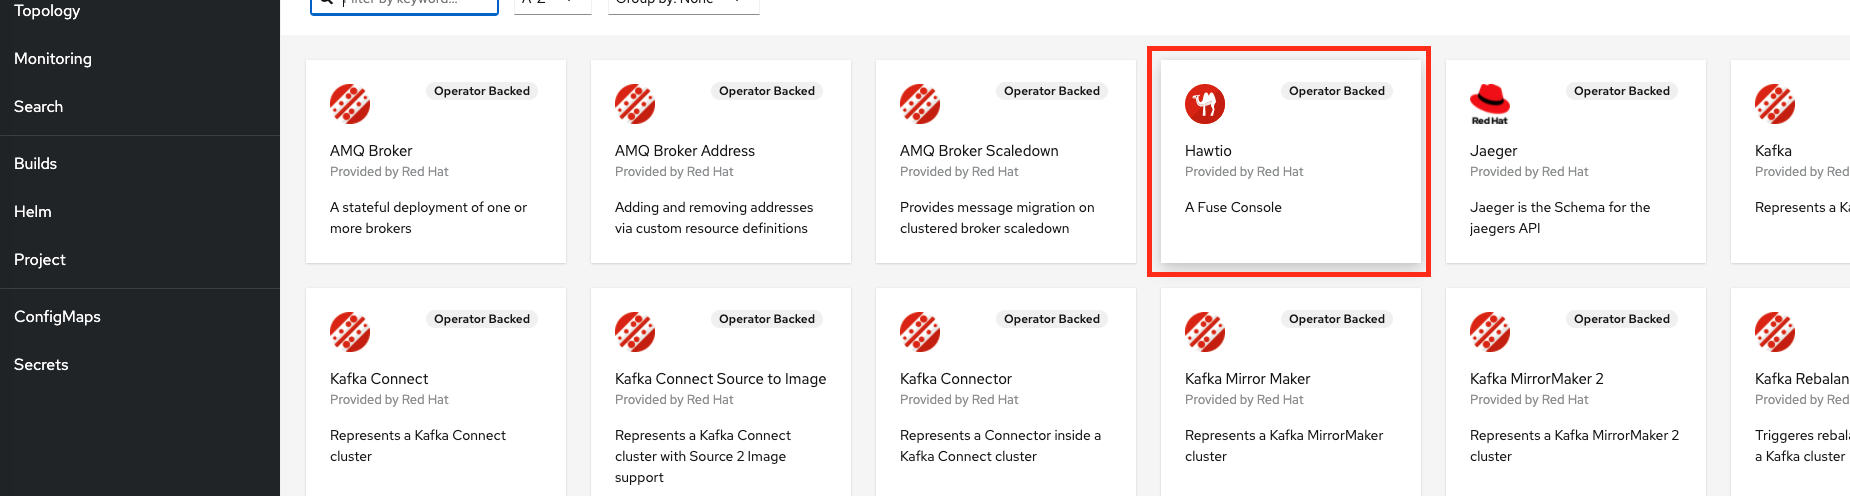 Topology
Monitoring
Search
Builds
Helm
Project
ConfigMaps
Secrets
Filter by keyword...
A-Z
Group by: None
Operator Backed
AMQ Broker
Provided by Red Hat
A stateful deployment of one or
more brokers
Operator Backed
AMQ Broker Address
Provided by Red Hat
Adding and removing addresses
via custom resource definitions
Operator Backed
AMQ Broker Scaledown
Provided by Red Hat
Provides message migration on
clustered broker scaledown
Operator Backed
Hawtio
Provided by Red Hat
A Fuse Console
Red Hat
Operator Backed
Jaeger
Provided by Red Hat
Jaeger is the Schema for the
jaegers API
Kafka
Provided by Red
Represents a
Operator Backed
Kafka Connect
Provided by Red Hat
Represents a Kafka Connect
cluster
Operator Backed
Kafka Connect Source to Image
Provided by Red Hat
Represents a Kafka Connect
cluster with Source 2 Image
support
Operator Backed
Kafka Connector
Provided by Red Hat
Represents a Connector inside a
Kafka Connect cluster
Operator Backed
Kafka Mirror Maker
Provided by Red Hat
Represents a Kafka MirrorMaker
cluster
Operator Backed
Kafka MirrorMaker 2
Provided by Red Hat
Represents a Kafka MirrorMaker 2
cluster
Kafka
Provided by Red
Triggeres
a Kafka cluster